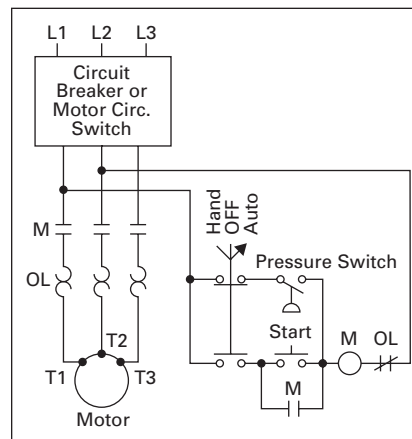 L1 L2 L3
Circuit
Breaker or
Motor Circ.
Switch
Hand
OFF
Auto
M
OL
Pressure Switch
Start
M OL
M
T2
T1 T3
Motor